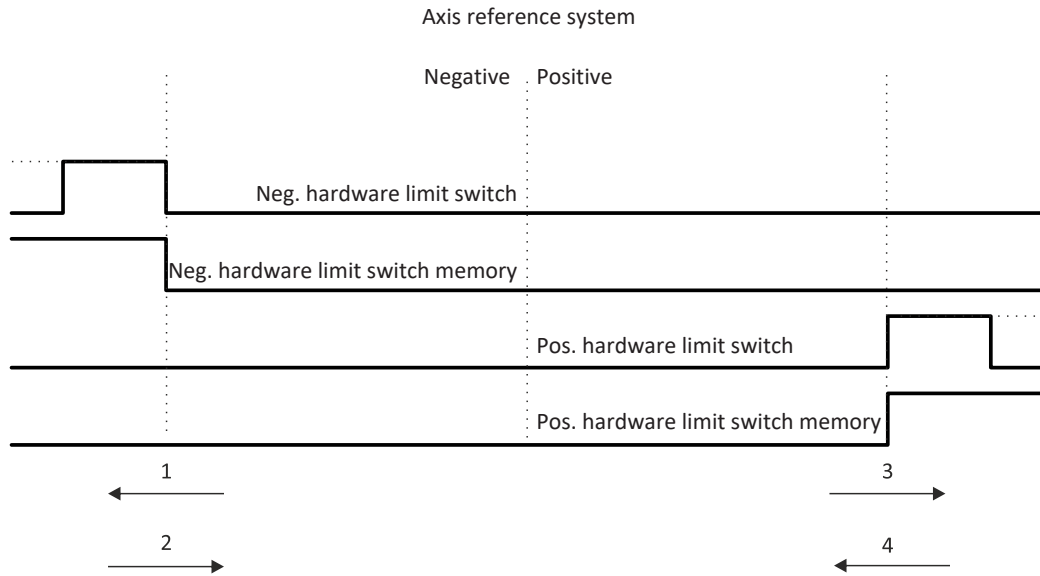 Axis reference system
Negative Positive
Neg. hardware limit switch
Neg. hardware limit switch memory
Pos. hardware limit switch
Pos. hardware limit switch memory
1 3
2 4